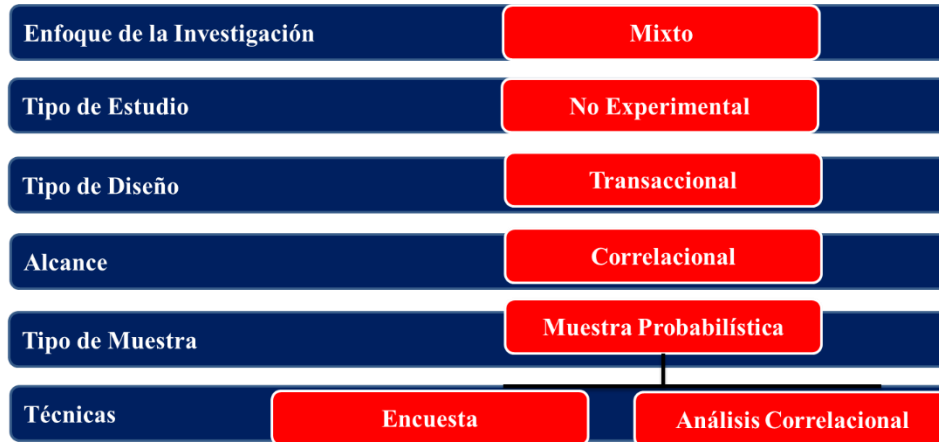 Enfoque de la Investigación
Mixto
Tipo de Estudio
No Experimental
Tipo de Diseño
Transaccional
Alcance
Correlacional
Tipo de Muestra
Muestra Probabilística
Técnicas
Encuesta
Análisis Correlacional